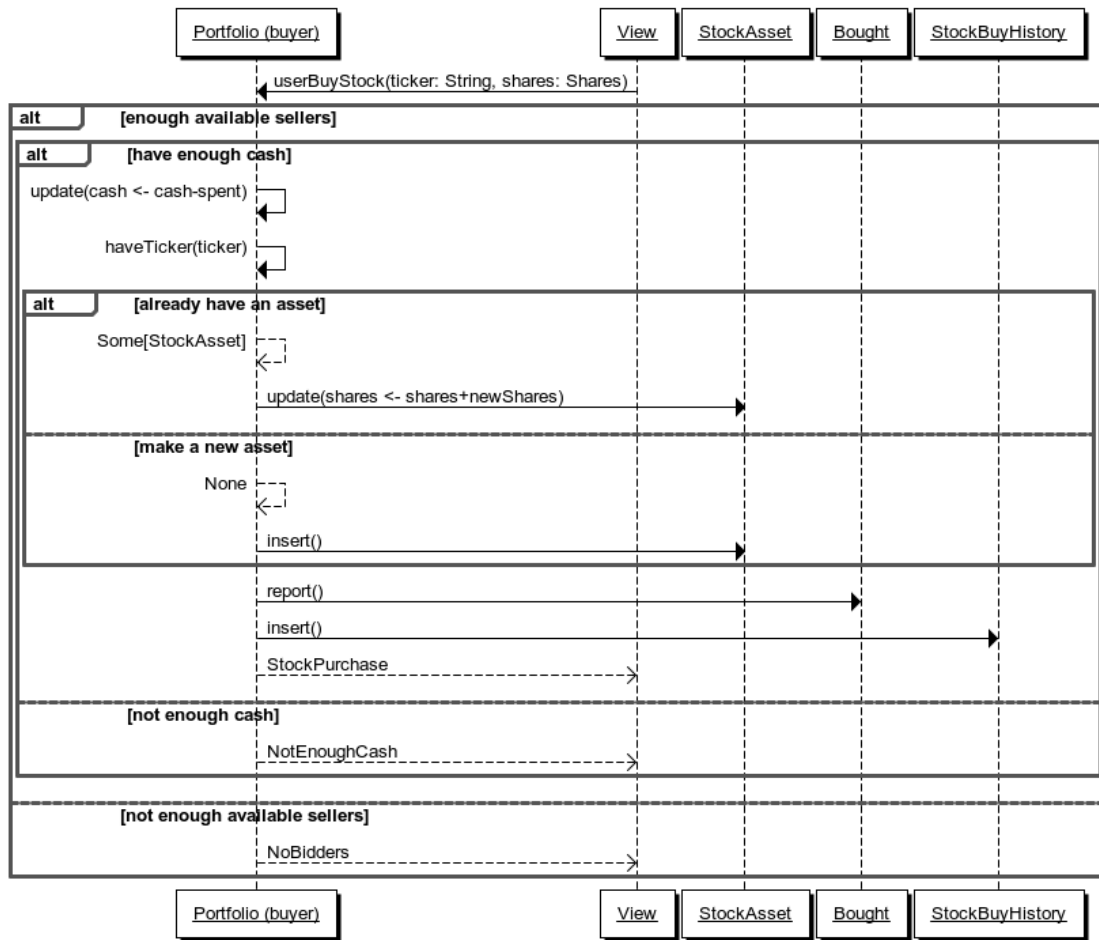 Portfolio (buyer)
View
StockAsset
Bought
StockBuyHistory
userBuyStock(ticker: String, shares: Shares)
alt
[enough available sellers]
alt
[have enough cash]
update(cash <- cash-spent)
haveTicker(ticker)
alt
[already have an asset]
Some[StockAsset]
update(shares <- shares+newShares)
[make a new asset]
None
insert()
report()
insert()
StockPurchase
[not enough cash]
NotEnoughCash
[not enough available sellers]
NoBidders
Portfolio (buyer)
View
StockAsset
Bought
StockBuyHistory